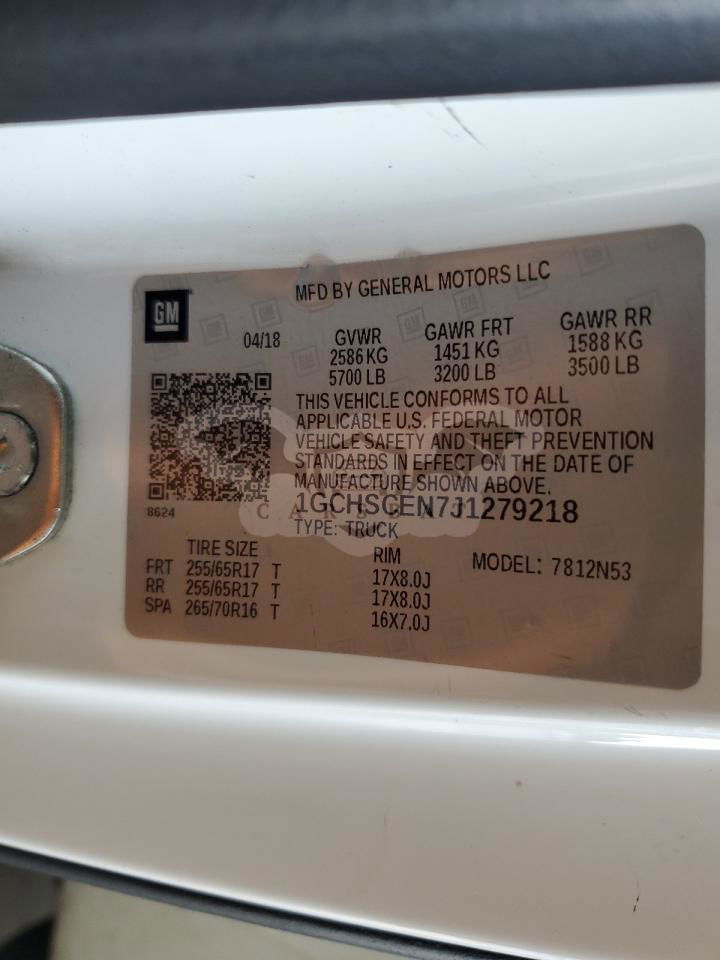 MFD BY GENERAL MOTORS LLC
GM
04/18 GVWR GAWR FRT GAWR RR
2586 KG 1451 KG 1588 KG
5700 LB 3200 LB 3500 LB
THIS VEHICLE CONFORMS TO ALL
APPLICABLE U.S. FEDERAL MOTOR
VEHICLE SAFETY AND THEFT PREVENTION
STANDARDS IN EFFECT ON THE DATE OF
MANUFACTURE SHOWN ABOVE.
8624
1GCHSCEN7J1279218
TYPE: TRUCK
TIRE SIZE RIM MODEL: 7812N53
FRT 255/65R17 T 17X8.0J
RR 255/65R17 T 17X8.0J
SPA 265/70R16 T 16X7.0J